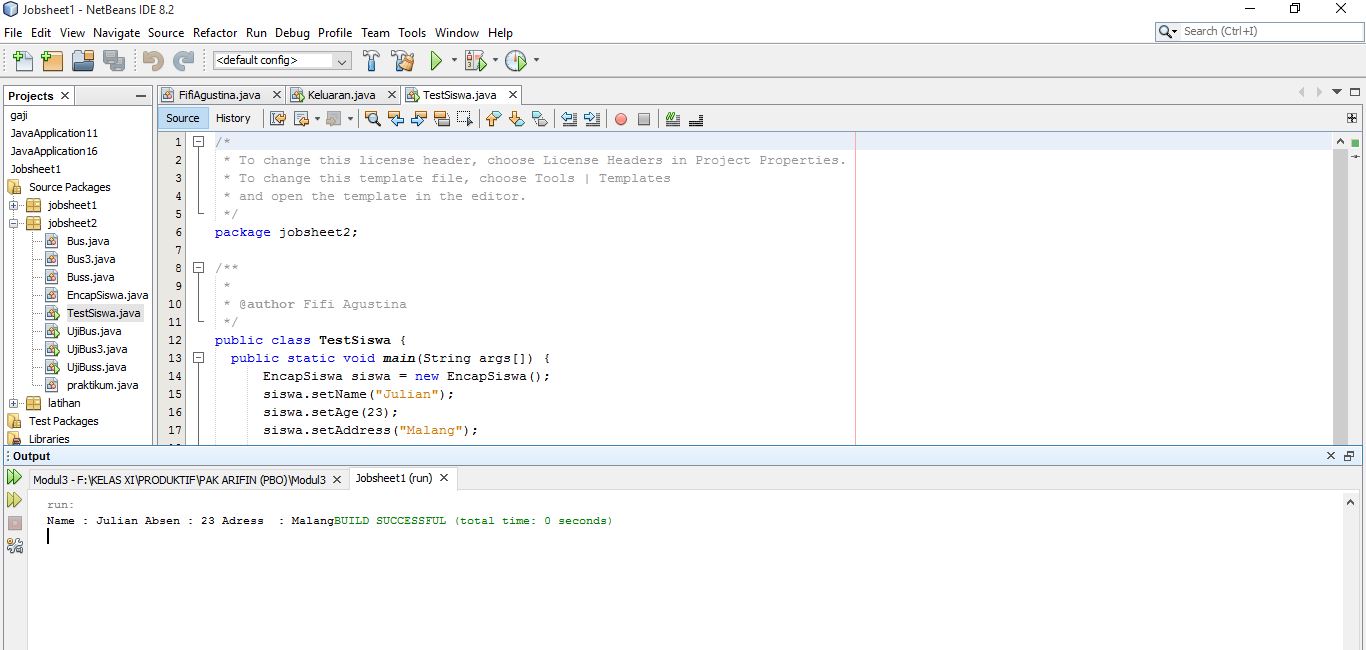 Jobsheet1 - NetBeans IDE 8.2
File Edit View Navigate Source Refactor Run Debug Profile Team Tools Window Help
Search (Ctrl+I)
<default config>
Projects
FifiAgustina.java Keluaran.java TestSiswa.java
Source History
gaji
JavaApplication11
JavaApplication16
Jobsheet1
Source Packages
jobsheet1
jobsheet2
Bus.java
Bus3.java
Buss.java
EncapSiswa.java
TestSiswa.java
UjiBus.java
UjiBus3.java
UjiBuss.java
praktikum.java
latihan
Test Packages
Libraries
1 /*
2 * To change this license header, choose License Headers in Project Properties.
3 * To change this template file, choose Tools | Templates
4 * and open the template in the editor.
5 */
6 package jobsheet2;
7
8 /**
9 *
10 * @author Fifi Agustina
11 */
12 public class TestSiswa {
13 public static void main(String args[]) {
14 EncapSiswa siswa = new EncapSiswa();
15 siswa.setName("Julian");
16 siswa.setAge(23);
17 siswa.setAddress("Malang");
Output
Modul3 - F:\KELAS XI\PRODUKTIF\PAK ARIFIN (PBO)\Modul3 Jobsheet1 (run)
run:
Name : Julian Absen : 23 Adress : MalangBUILD SUCCESSFUL (total time: 0 seconds)